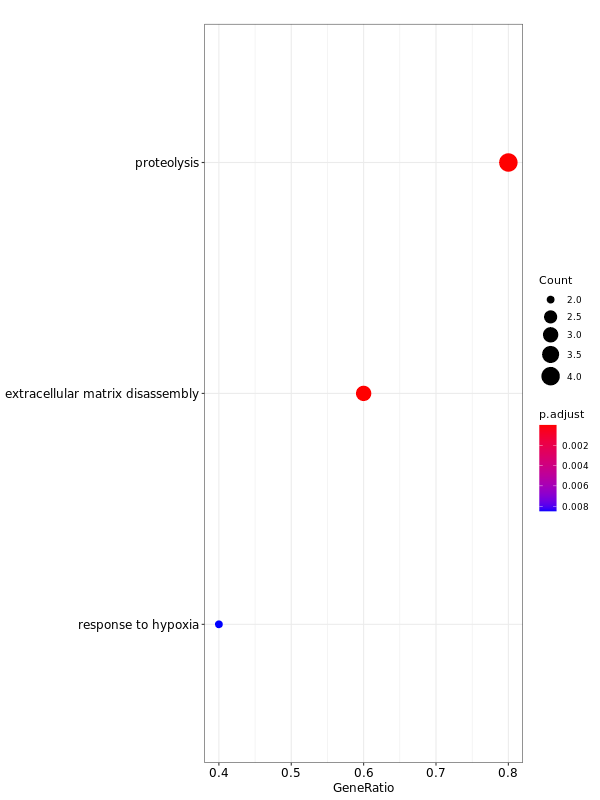 proteolysis
extracellular matrix disassembly
response to hypoxia
0.4 0.5 0.6 0.7 0.8
GeneRatio
Count
2.0
2.5
3.0
3.5
4.0
p.adjust
0.002
0.004
0.006
0.008